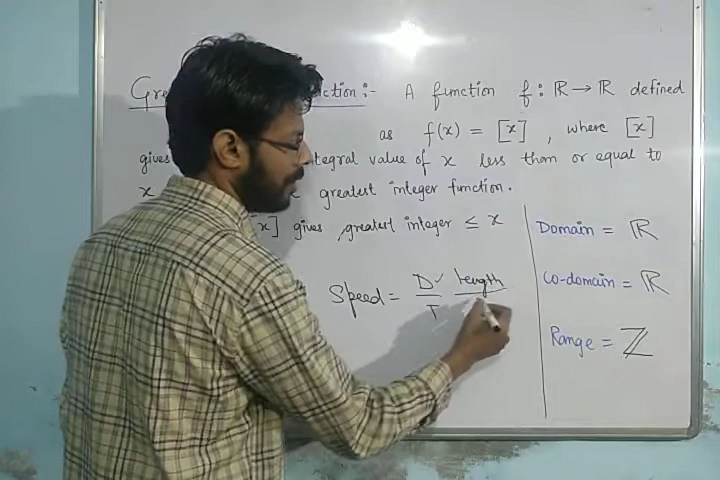 Gre ction :- A function f : ℝ → ℝ defined
as f(x) = [x] , where [x]
gives integral value of x less than or equal to
x greatest integer function.
[x] gives greatest integer ≤ x
Speed = D✓ / T Length
Domain = ℝ
Co-domain = ℝ
Range = ℤ